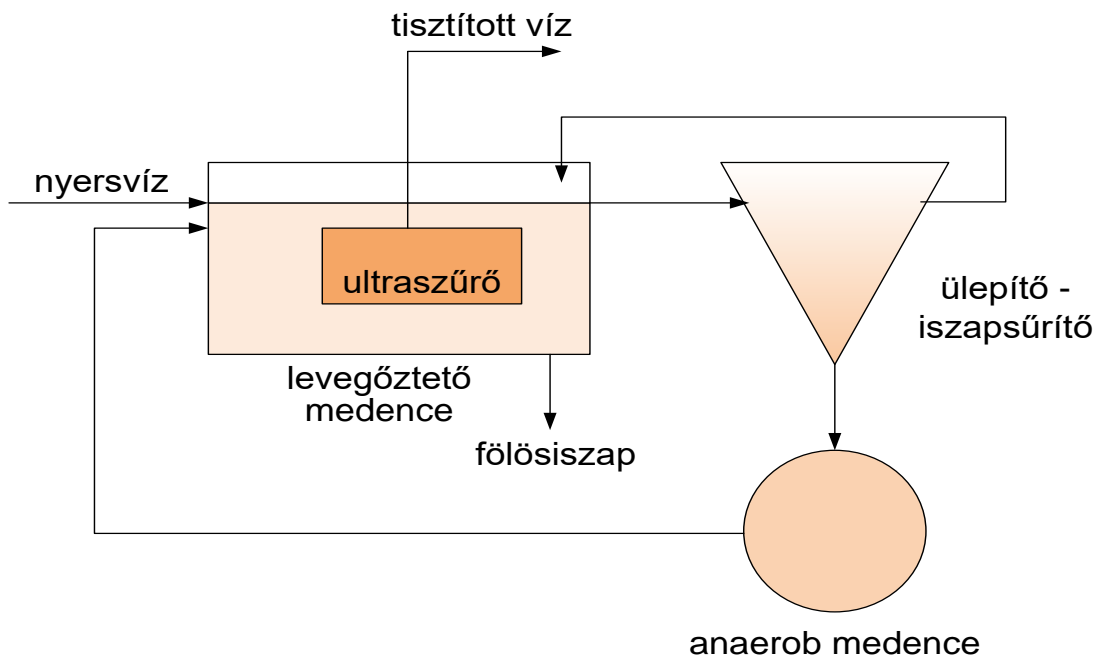 tisztított víz
nyersvíz
ultraszűrő
ülepítő -
iszapsűrítő
levegőztető
medence
fölösiszap
anaerob medence